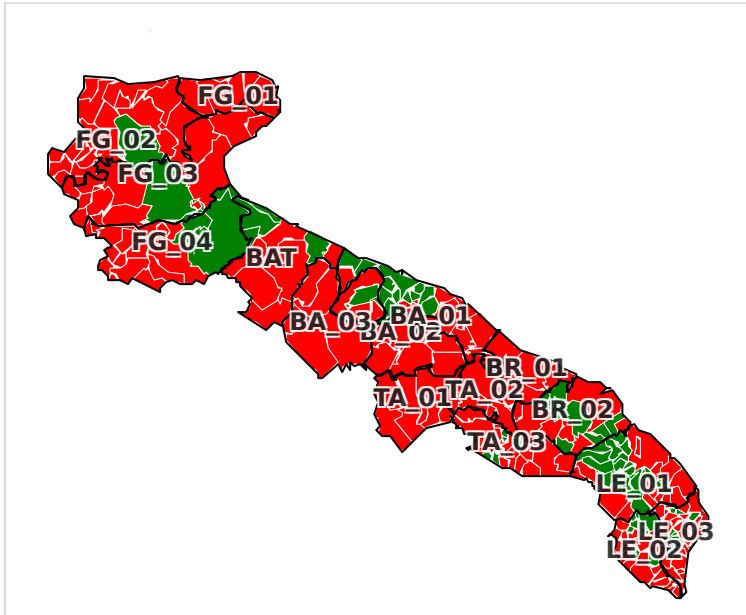 FG_01
FG_02
FG_03
FG_04
BAT
BA_01
BA_03
BA_02
BR_01
TA_02
TA_01
BR_02
TA_03
LE_01
LE_03
LE_02